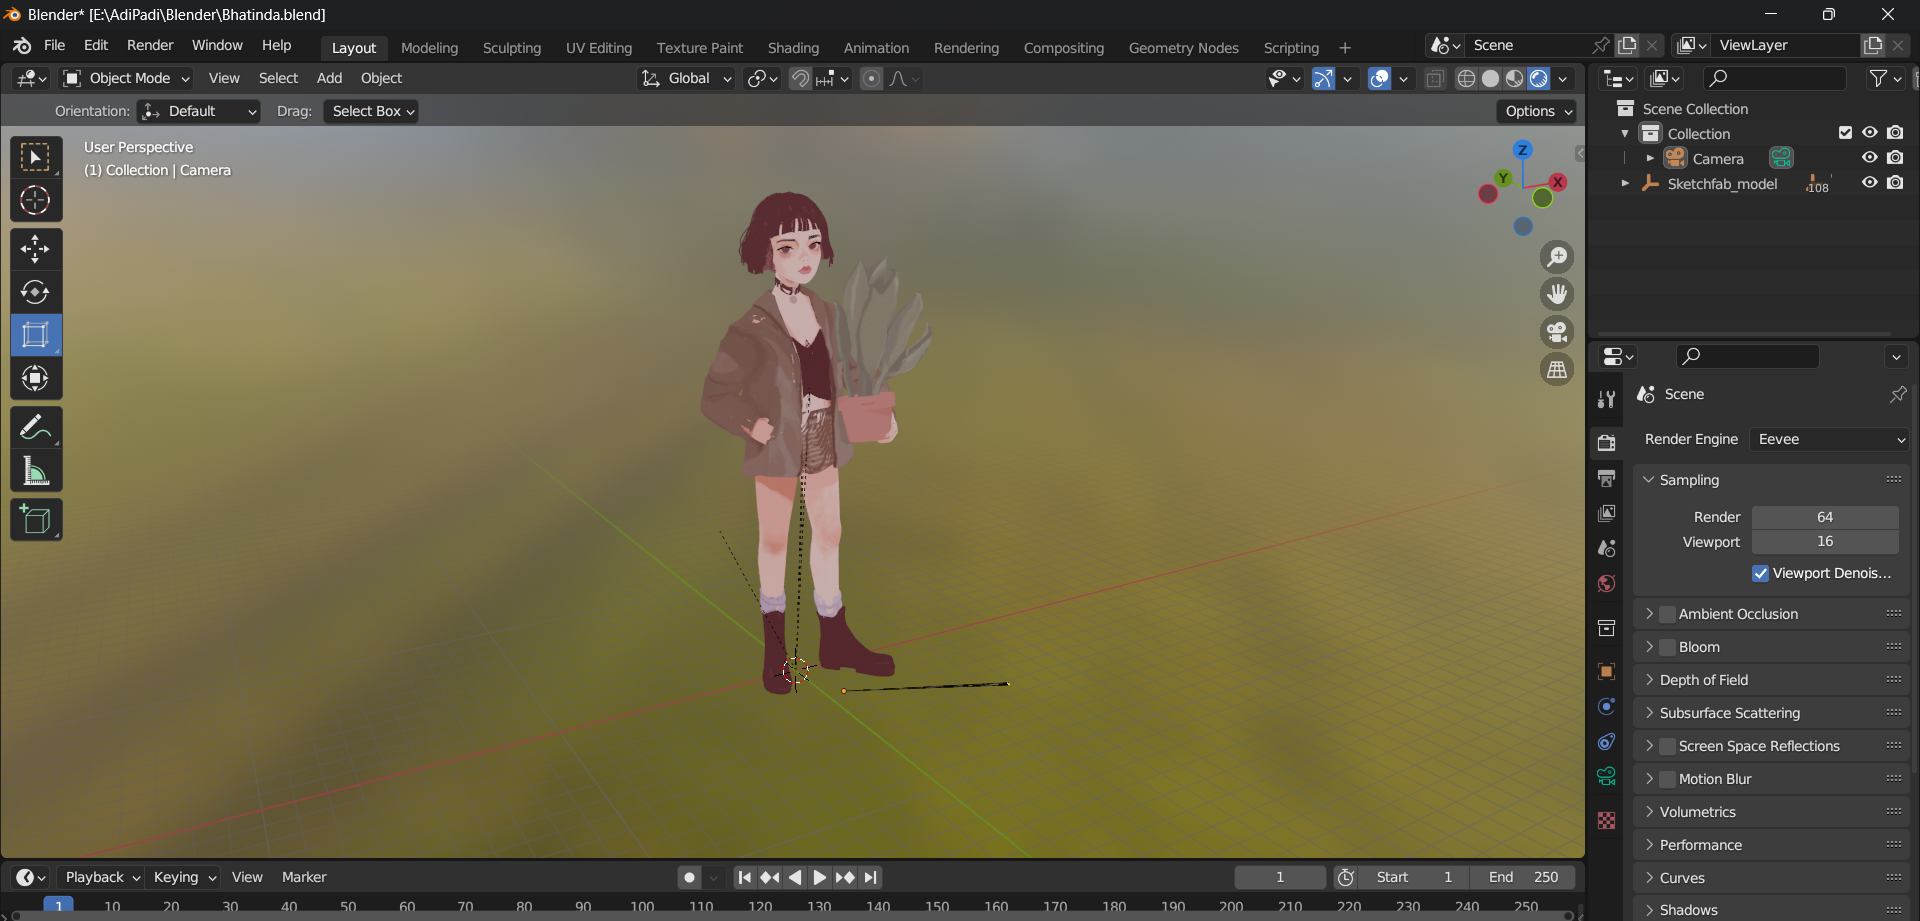 Blender* [E:\AdiPadi\Blender\Bhatinda.blend]
File Edit Render Window Help Layout Modeling Sculpting UV Editing Texture Paint Shading Animation Rendering Compositing Geometry Nodes Scripting + Scene ViewLayer
Object Mode View Select Add Object Global
Orientation: Default Drag: Select Box Options
User Perspective
(1) Collection | Camera
Z
Y
X
Scene Collection
Collection
Camera
Sketchfab_model 108
Scene
Render Engine Eevee
Sampling
Render 64
Viewport 16
Viewport Denois...
Ambient Occlusion
Bloom
Depth of Field
Subsurface Scattering
Screen Space Reflections
Motion Blur
Volumetrics
Performance
Curves
Shadows
Playback Keying View Marker 1 Start 1 End 250
1 10 20 30 40 50 60 70 80 90 100 110 120 130 140 150 160 170 180 190 200 210 220 230 240 250